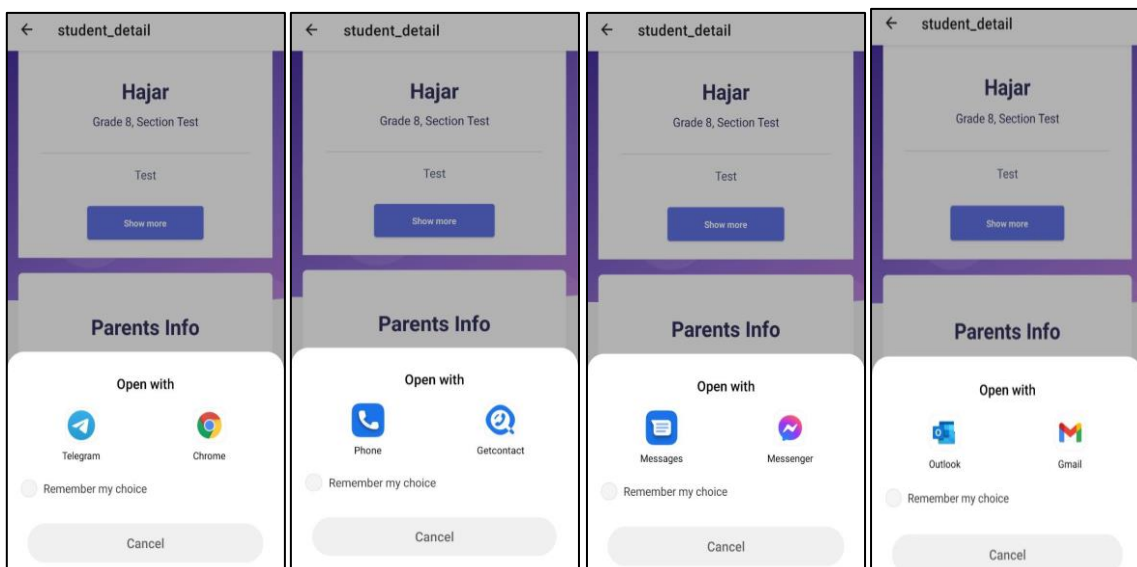 student_detail
Hajar
Grade 8, Section Test
Test
Show more
Parents Info
Open with
Telegram Chrome
Remember my choice
Cancel
student_detail
Hajar
Grade 8, Section Test
Test
Show more
Parents Info
Open with
Phone Getcontact
Remember my choice
Cancel
student_detail
Hajar
Grade 8, Section Test
Test
Show more
Parents Info
Open with
Messages Messenger
Remember my choice
Cancel
student_detail
Hajar
Grade 8, Section Test
Test
Show more
Parents Info
Open with
Outlook Gmail
Remember my choice
Cancel